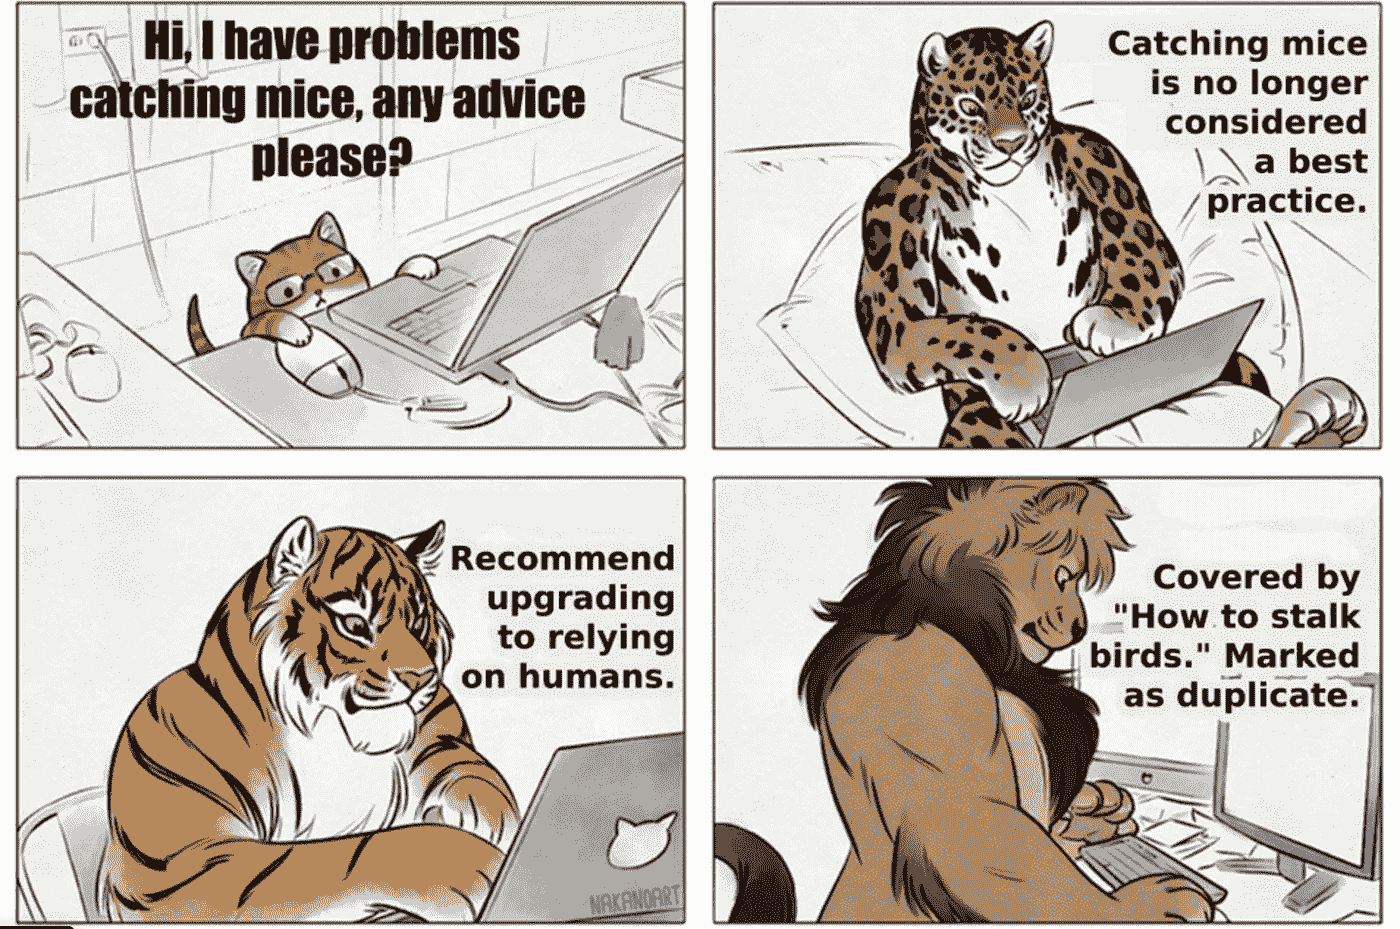 Hi, I have problems
catching mice, any advice
please?
Catching mice
is no longer
considered
a best
practice.
Recommend
upgrading
to relying
on humans.
NAKANOART
Covered by
"How to stalk
birds." Marked
as duplicate.